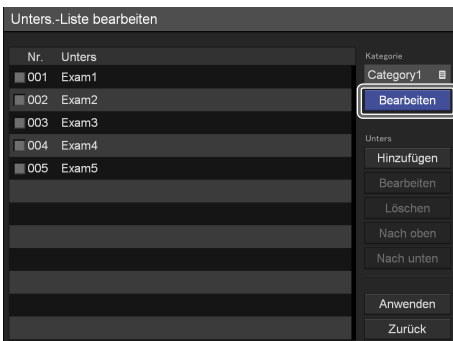 Unters.-Liste bearbeiten
Nr. Unters
001 Exam1
002 Exam2
003 Exam3
004 Exam4
005 Exam5
Kategorie
Category1
Bearbeiten
Unters
Hinzufügen
Bearbeiten
Löschen
Nach oben
Nach unten
Anwenden
Zurück